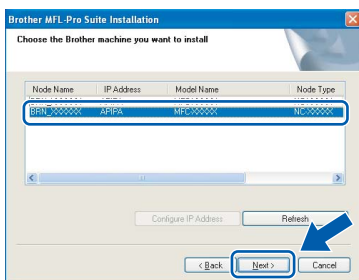 Brother MFL-Pro Suite Installation
Choose the Brother machine you want to install
Node Name IP Address Model Name Node Type
BRN_XXXXXX APIPA MFC-XXXXX NC-XXXXX
Configure IP Address Refresh
< Back Next > Cancel